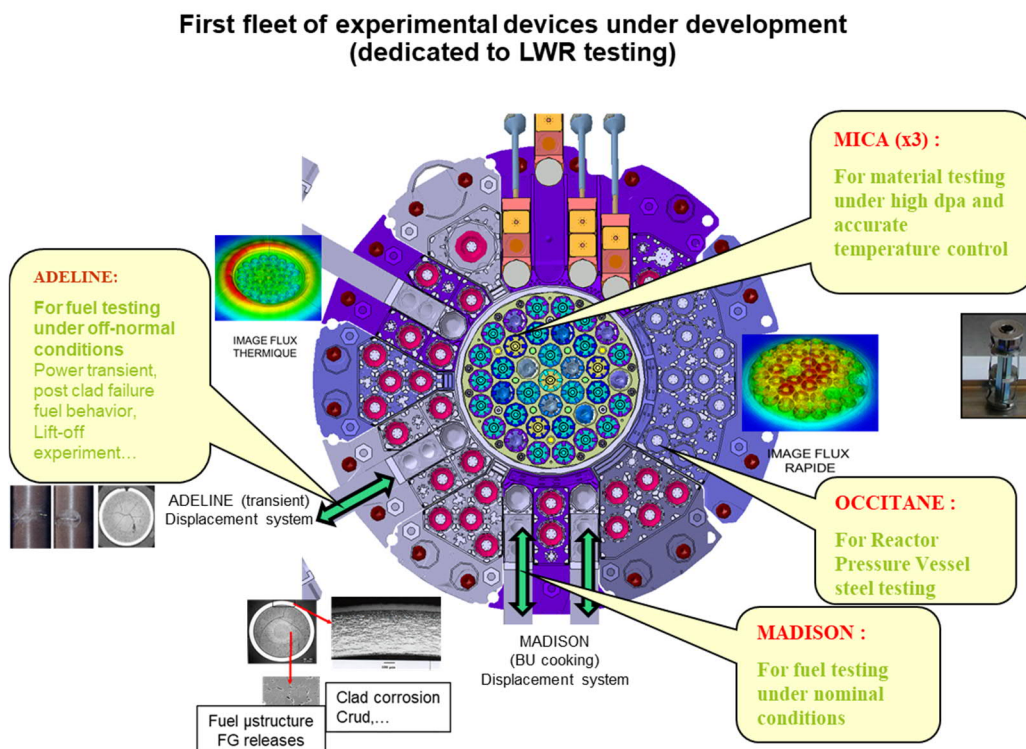 First fleet of experimental devices under development
(dedicated to LWR testing)
MICA (x3) :
For material testing
under high dpa and
accurate
temperature control
ADELINE:
For fuel testing
under off-normal
conditions
Power transient,
post clad failure
fuel behavior,
Lift-off
experiment…
IMAGE FLUX
THERMIQUE
IMAGE FLUX
RAPIDE
ADELINE (transient)
Displacement system
OCCITANE :
For Reactor
Pressure Vessel
steel testing
MADISON
(BU cooking)
Displacement system
MADISON :
For fuel testing
under nominal
conditions
Clad corrosion
Crud,…
Fuel µstructure
FG releases